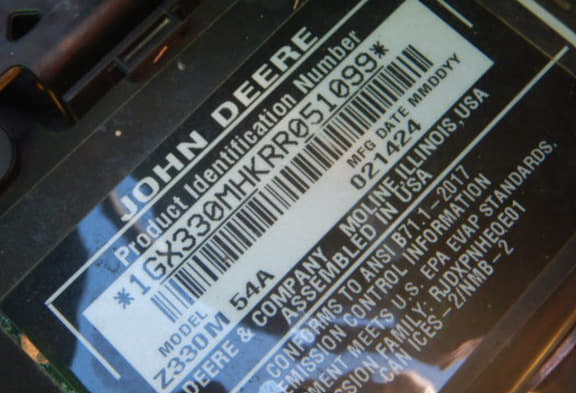 JOHN DEERE
Product Identification Number
*1GX330MHKRR051099*
MODEL
Z330M 54A
MFG DATE MMDDYY
021424
DEERE & COMPANY MOLINE, ILLINOIS, USA
ASSEMBLED IN USA
CONFORMS TO ANSI B71.1-2017
EMISSION CONTROL INFORMATION
MEETS U.S. EPA EVAP STANDARDS.
FAMILY: RJDXPNHFOE01
CAN ICES-2/NMB-2